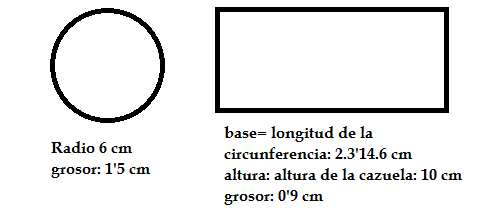 Radio 6 cm
grosor: 1'5 cm
base= longitud de la
circunferencia: 2.3'14.6 cm
altura: altura de la cazuela: 10 cm
grosor: 0'9 cm